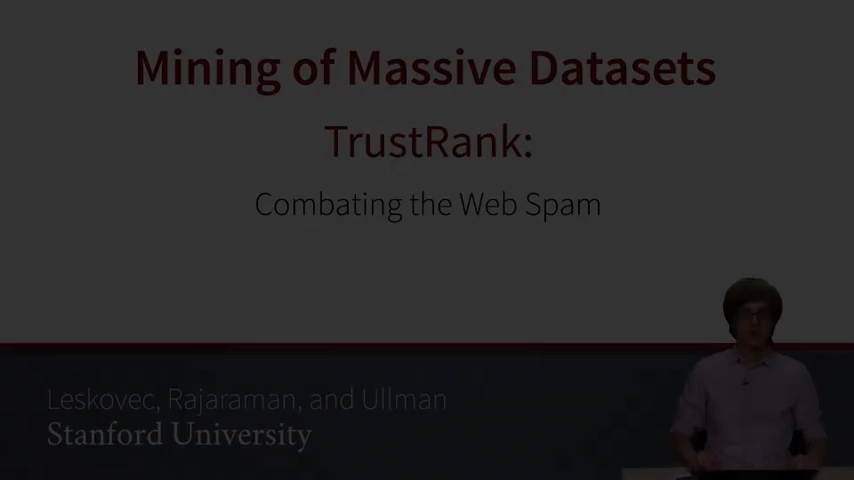 Mining of Massive Datasets
TrustRank:
Combating the Web Spam
Leskovec, Rajaraman, and Ullman
Stanford University